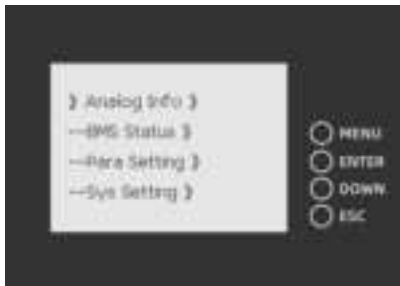 》 Analog Info 》
--BMS Status 》
--Para Setting 》
--Sys Setting 》
MENU
ENTER
DOWN
ESC